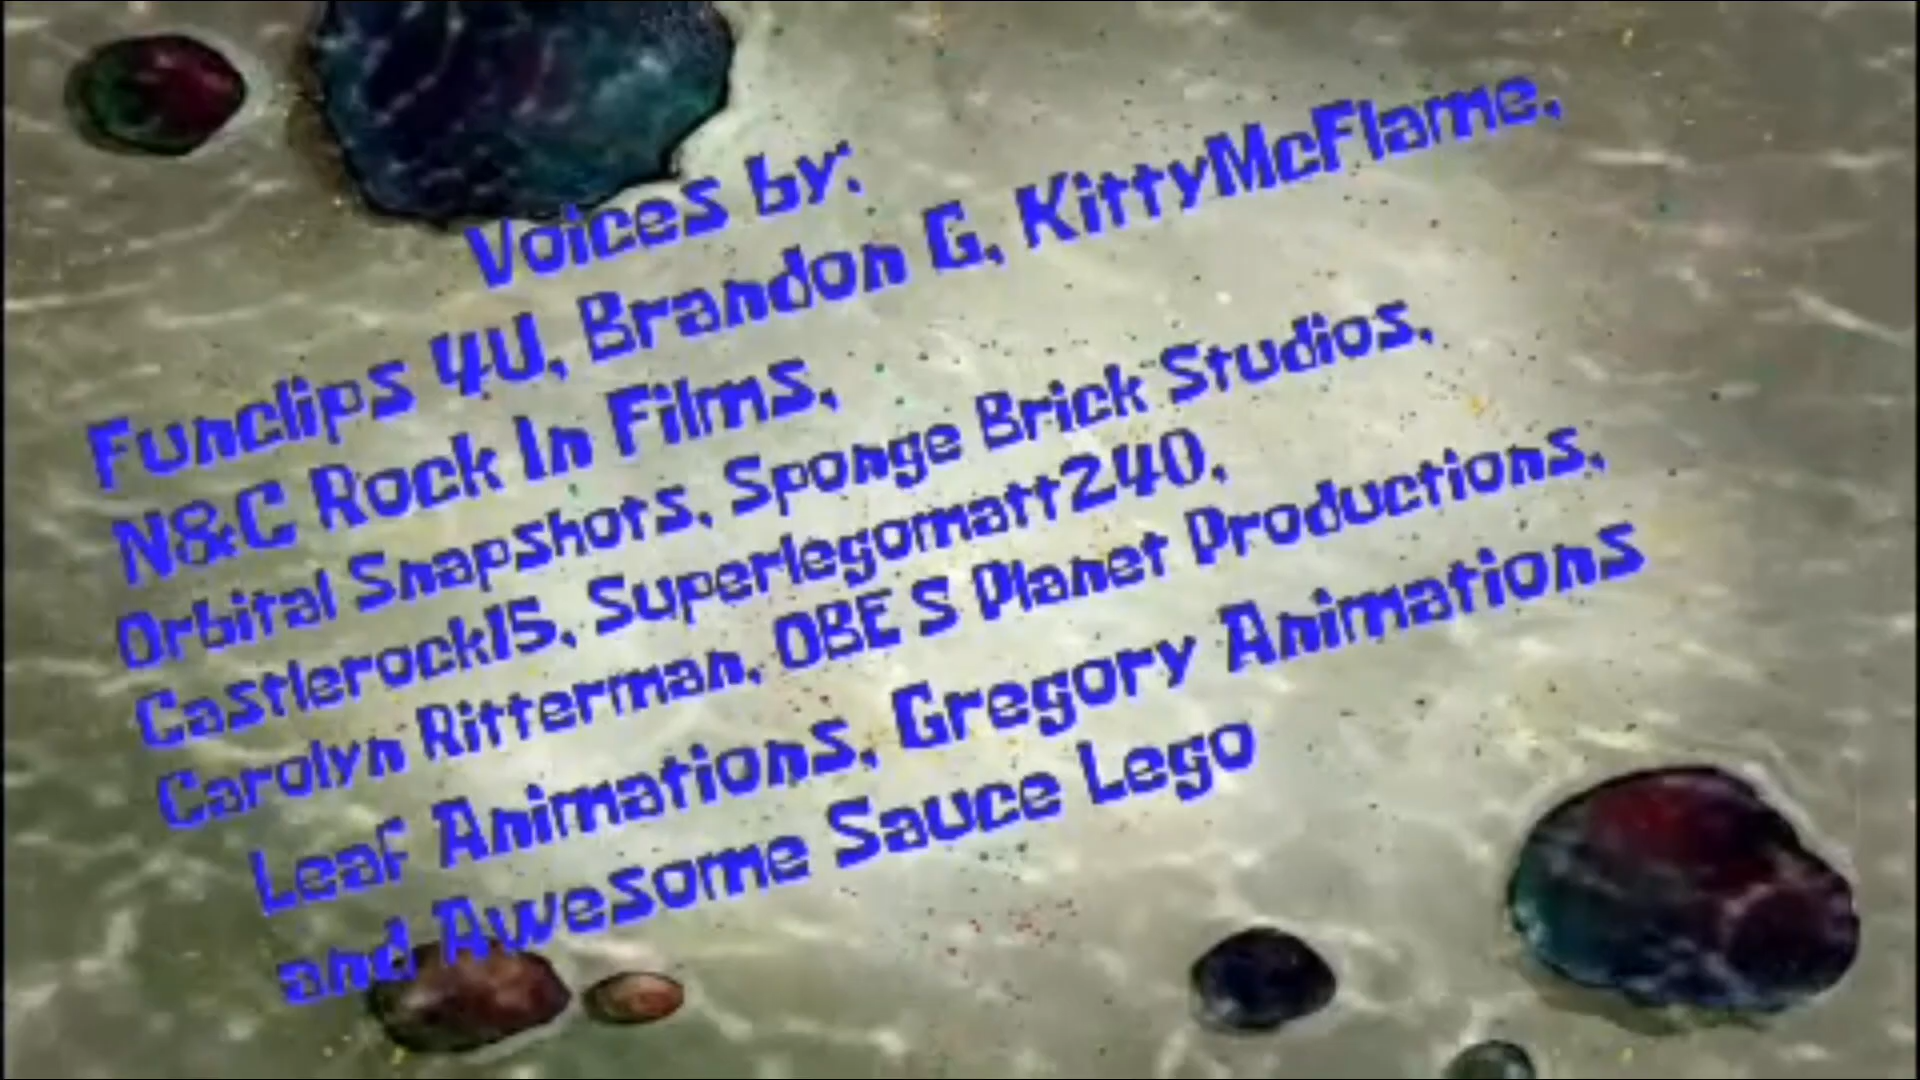 Voices by:
Funclips 4U, Brandon G, KittyMcFlame,
N&C Rock In Films,
Orbital Snapshots, Sponge Brick Studios,
Castlerock15, Superlegomatt240,
Carolyn Ritterman, OBE S Planet Productions,
Leaf Animations, Gregory Animations
and Awesome Sauce Lego